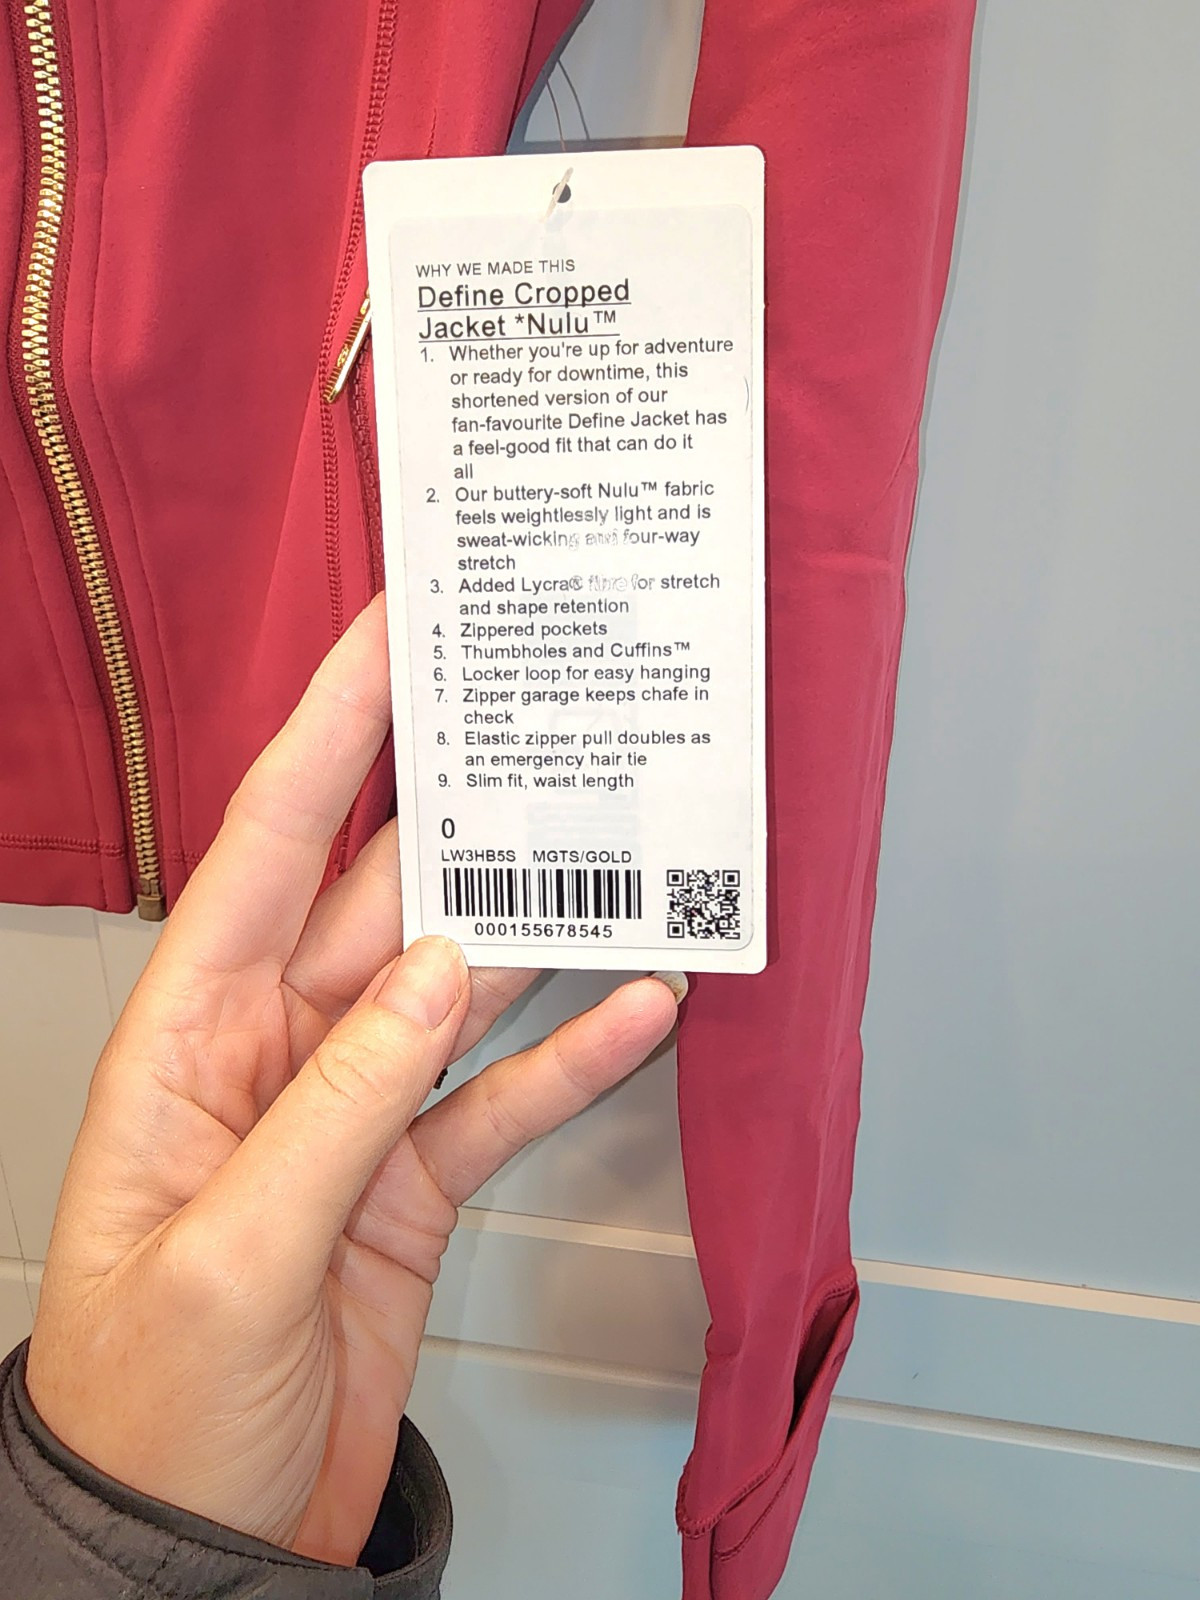 WHY WE MADE THIS
Define Cropped
Jacket *Nulu™
1. Whether you're up for adventure
or ready for downtime, this
shortened version of our
fan-favourite Define Jacket has
a feel-good fit that can do it
all
2. Our buttery-soft Nulu™ fabric
feels weightlessly light and is
sweat-wicking and four-way
stretch
3. Added Lycra® fibre for stretch
and shape retention
4. Zippered pockets
5. Thumbholes and Cuffins™
6. Locker loop for easy hanging
7. Zipper garage keeps chafe in
check
8. Elastic zipper pull doubles as
an emergency hair tie
9. Slim fit, waist length
0
LW3HB5S MGTS/GOLD
000155678545